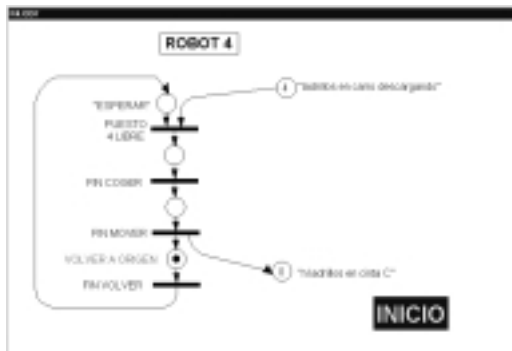 ROBOT 4
"ESPERAR"
"ladrillos en carro descargando"
PUESTO
4 LIBRE
FIN COGER
FIN MOVER
VOLVER A ORIGEN
"ladrillos en cinta C"
FIN VOLVER
INICIO